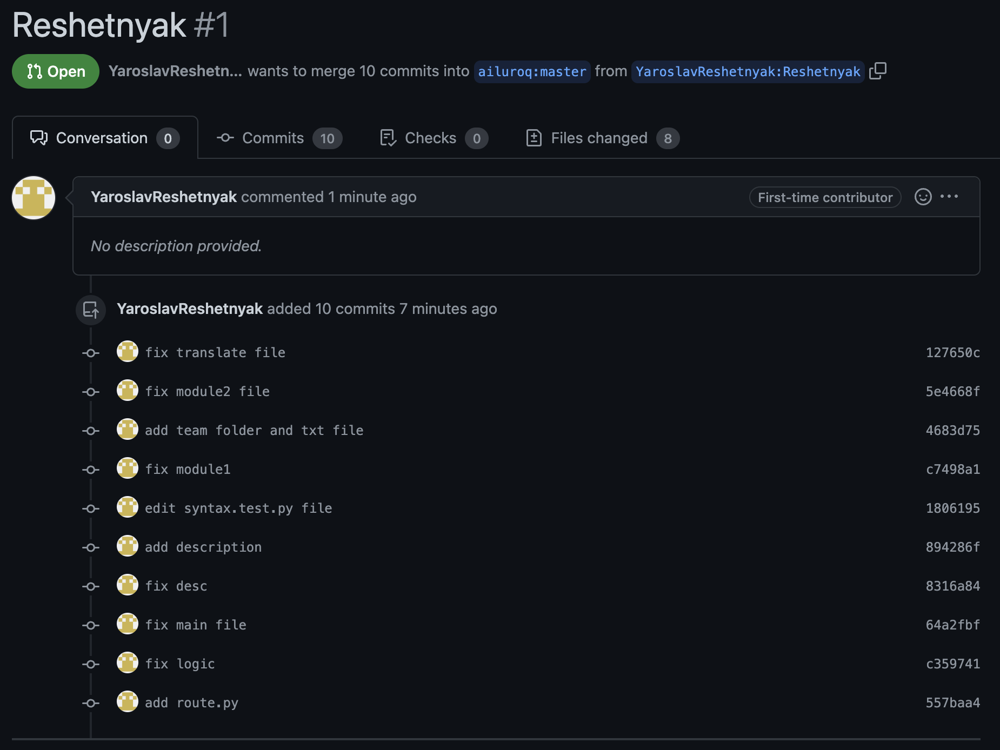 Reshetnyak #1
Open YaroslavReshetn... wants to merge 10 commits into ailuroq:master from YaroslavReshetnyak:Reshetnyak
Conversation 0 Commits 10 Checks 0 Files changed 8
YaroslavReshetnyak commented 1 minute ago First-time contributor
No description provided.
YaroslavReshetnyak added 10 commits 7 minutes ago
fix translate file 127650c
fix module2 file 5e4668f
add team folder and txt file 4683d75
fix module1 c7498a1
edit syntax.test.py file 1806195
add description 894286f
fix desc 8316a84
fix main file 64a2fbf
fix logic c359741
add route.py 557baa4